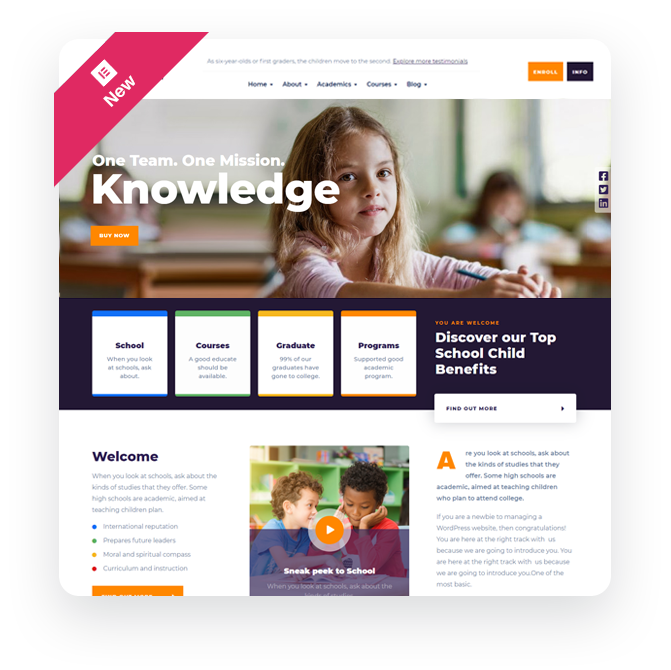 New
As six-year-olds or first graders, the children move to the second. Explore more testimonials
Home About Academics Courses Blog
ENROLL INFO
One Team. One Mission.
Knowledge
BUY NOW
School
When you look
at schools, ask
about.
Courses
A good educate
should be
available.
Graduate
99% of our
graduates have
gone to college.
Programs
Supported good
academic
program.
YOU ARE WELCOME
Discover our Top
School Child
Benefits
FIND OUT MORE
Welcome
When you look at schools, ask about the
kinds of studies that they offer. Some
high schools are academic, aimed at
teaching children plan.
International reputation
Prepares future leaders
Moral and spiritual compass
Curriculum and instruction
FIND OUT MORE
Sneak peek to School
When you look at schools, ask about the
kinds of studies
A re you look at schools, ask about
the kinds of studies that they
offer. Some high schools are
academic, aimed at teaching children
who plan to attend college.
If you are a newbie to managing a
WordPress website, then congratulations!
You are here at the right track with us
because we are going to introduce you. You
are here at the right track with us because
we are going to introduce you.One of the
most basic.